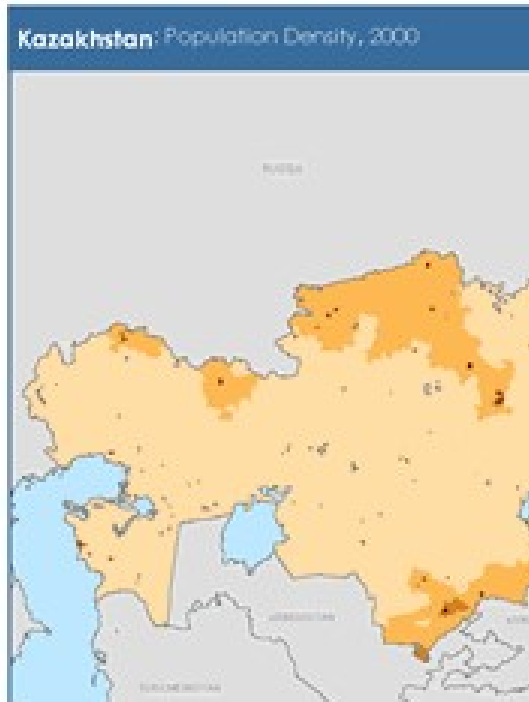 Kazakhstan: Population Density, 2000
RUSSIA
UZBEKISTAN
TURKMENISTAN